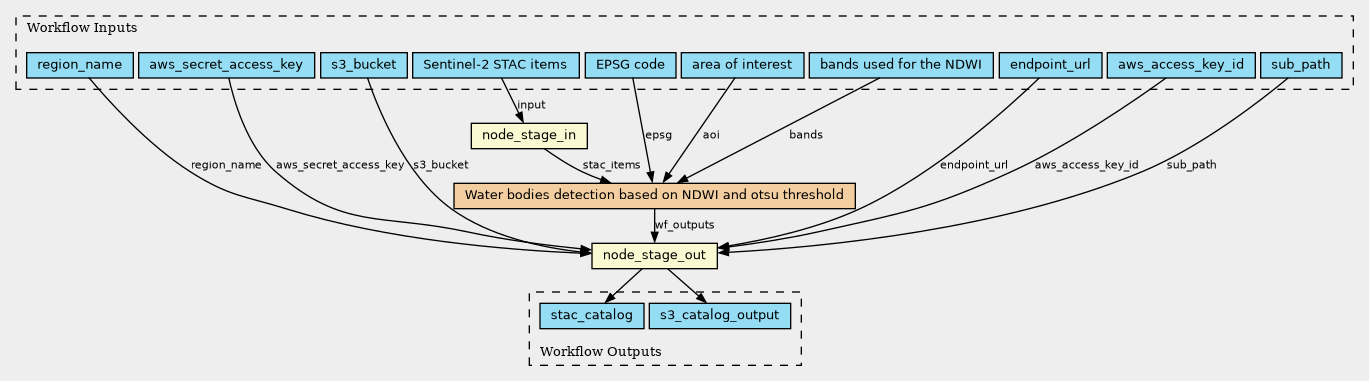 Workflow Inputs
region_name
aws_secret_access_key
s3_bucket
Sentinel-2 STAC items
EPSG code
area of interest
bands used for the NDWI
endpoint_url
aws_access_key_id
sub_path
input
node_stage_in
epsg
aoi
bands
region_name
aws_secret_access_key
s3_bucket
stac_items
endpoint_url
aws_access_key_id
sub_path
Water bodies detection based on NDWI and otsu threshold
wf_outputs
node_stage_out
stac_catalog
s3_catalog_output
Workflow Outputs